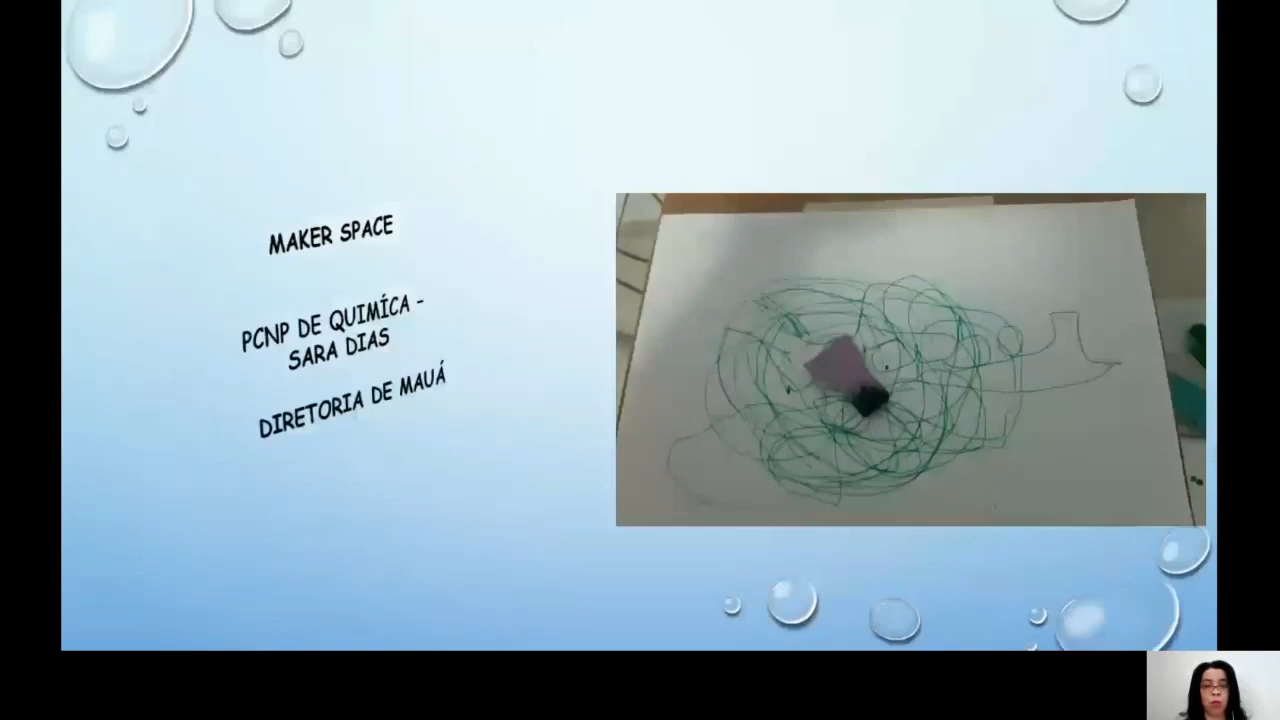 MAKER SPACE
PCNP DE QUIMÍCA -
SARA DIAS
DIRETORIA DE MAUÁ